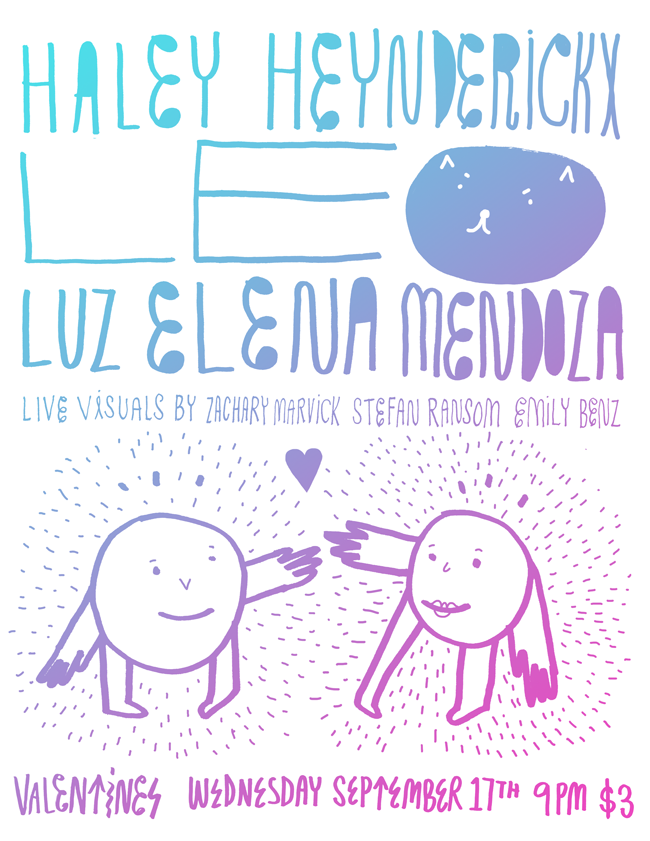 HALEY HEYNDERICKX
LEO
LUZ ELENA MENDOZA
LIVE VISUALS BY ZACHARY MARVICK STEFAN RANSOM EMILY BENZ
VALENTINES WEDNESDAY SEPTEMBER 17TH 9PM $3